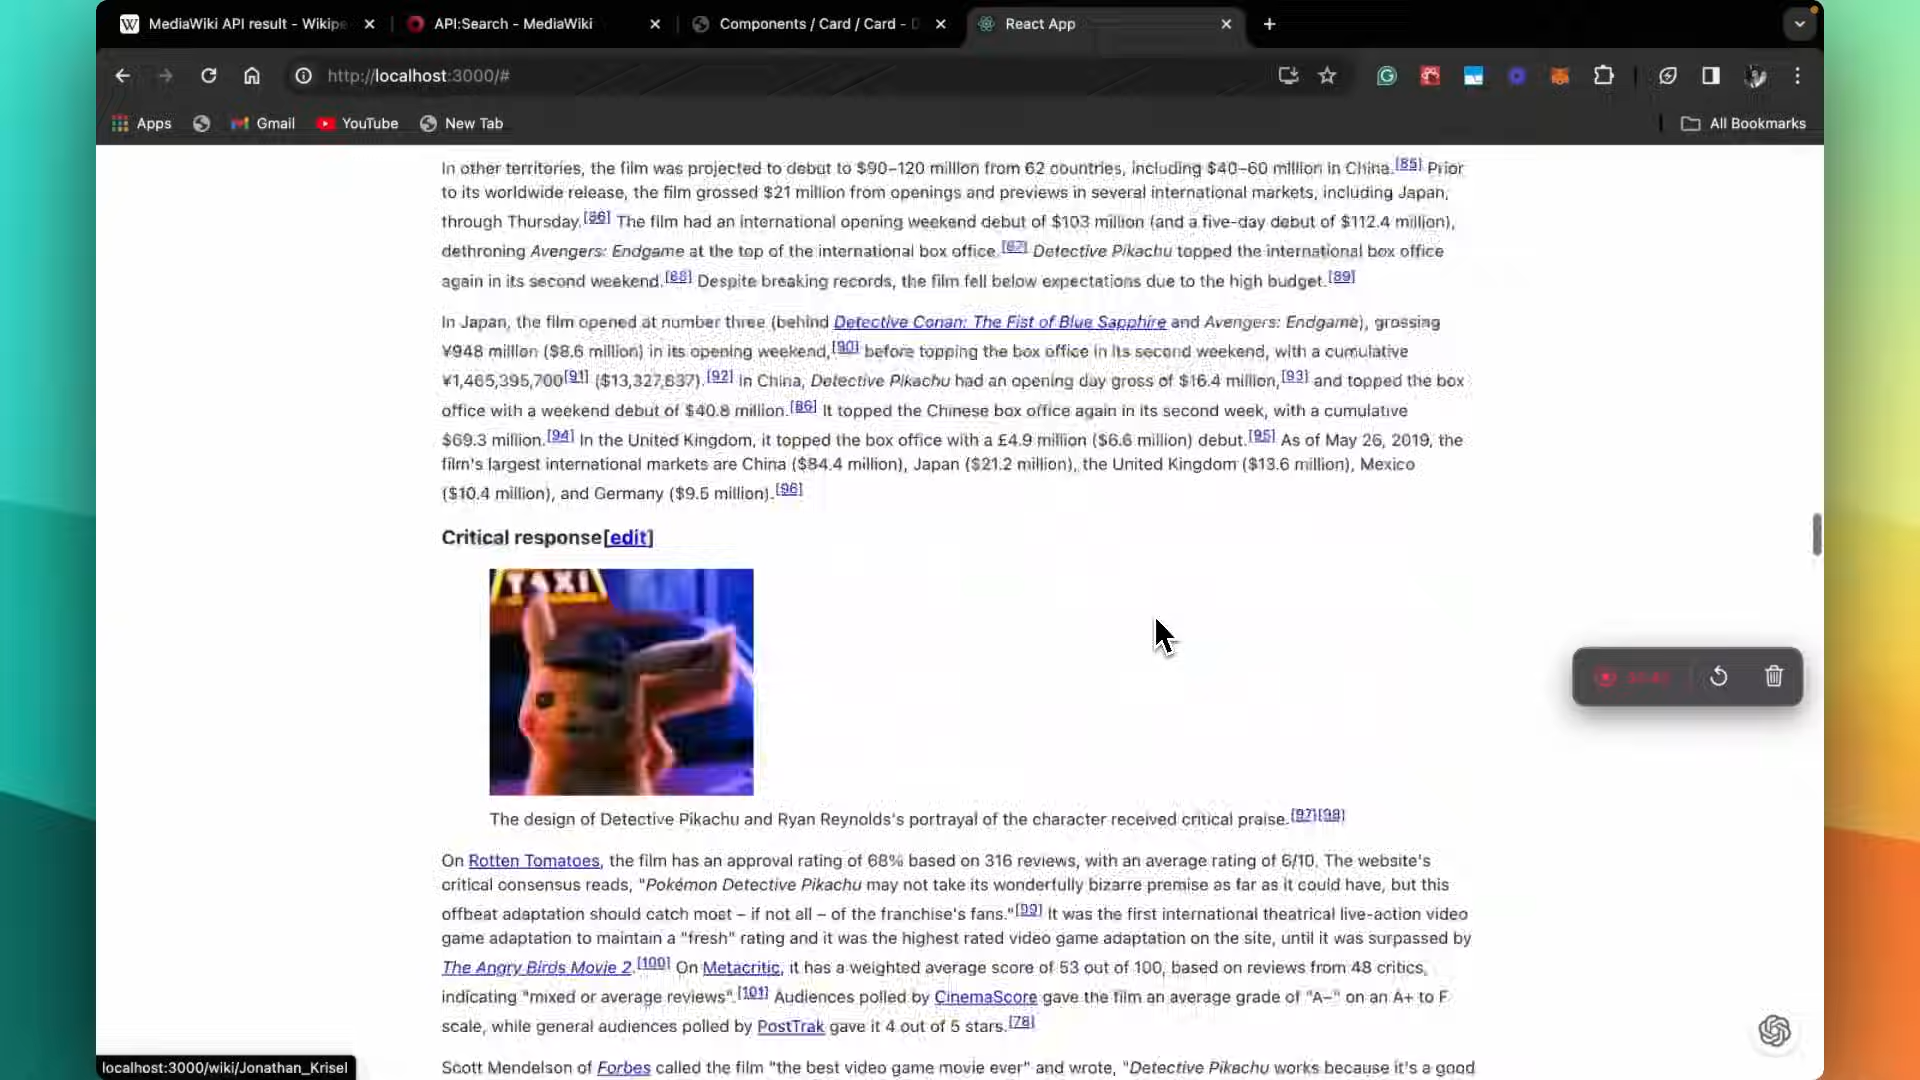 MediaWiki API result - Wikipe
API:Search - MediaWiki
Components / Card / Card - D
React App
http://localhost:3000/#
Apps
Gmail
YouTube
New Tab
All Bookmarks
In other territories, the film was projected to debut to $90–120 million from 62 countries, including $40–60 million in China.[85] Prior
to its worldwide release, the film grossed $21 million from openings and previews in several international markets, including Japan,
through Thursday.[86] The film had an international opening weekend debut of $103 million (and a five-day debut of $112.4 million),
dethroning Avengers: Endgame at the top of the international box office.[87] Detective Pikachu topped the international box office
again in its second weekend.[88] Despite breaking records, the film fell below expectations due to the high budget.[89]
In Japan, the film opened at number three (behind Detective Conan: The Fist of Blue Sapphire and Avengers: Endgame), grossing
¥948 million ($8.6 million) in its opening weekend,[90] before topping the box office in its second weekend, with a cumulative
¥1,465,395,700[91] ($13,327,637).[92] In China, Detective Pikachu had an opening day gross of $16.4 million,[93] and topped the box
office with a weekend debut of $40.8 million.[86] It topped the Chinese box office again in its second week, with a cumulative
$69.3 million.[94] In the United Kingdom, it topped the box office with a £4.9 million ($6.6 million) debut.[95] As of May 26, 2019, the
film's largest international markets are China ($84.4 million), Japan ($21.2 million), the United Kingdom ($13.6 million), Mexico
($10.4 million), and Germany ($9.5 million).[96]
Critical response[edit]
TAXI
The design of Detective Pikachu and Ryan Reynolds's portrayal of the character received critical praise.[97][98]
On Rotten Tomatoes, the film has an approval rating of 68% based on 316 reviews, with an average rating of 6/10. The website's
critical consensus reads, "Pokémon Detective Pikachu may not take its wonderfully bizarre premise as far as it could have, but this
offbeat adaptation should catch most – if not all – of the franchise's fans."[99] It was the first international theatrical live-action video
game adaptation to maintain a "fresh" rating and it was the highest rated video game adaptation on the site, until it was surpassed by
The Angry Birds Movie 2.[100] On Metacritic, it has a weighted average score of 53 out of 100, based on reviews from 48 critics,
indicating "mixed or average reviews".[101] Audiences polled by CinemaScore gave the film an average grade of "A–" on an A+ to F
scale, while general audiences polled by PostTrak gave it 4 out of 5 stars.[78]
Scott Mendelson of Forbes called the film "the best video game movie ever" and wrote, "Detective Pikachu works because it's a good
localhost:3000/wiki/Jonathan_Krisel